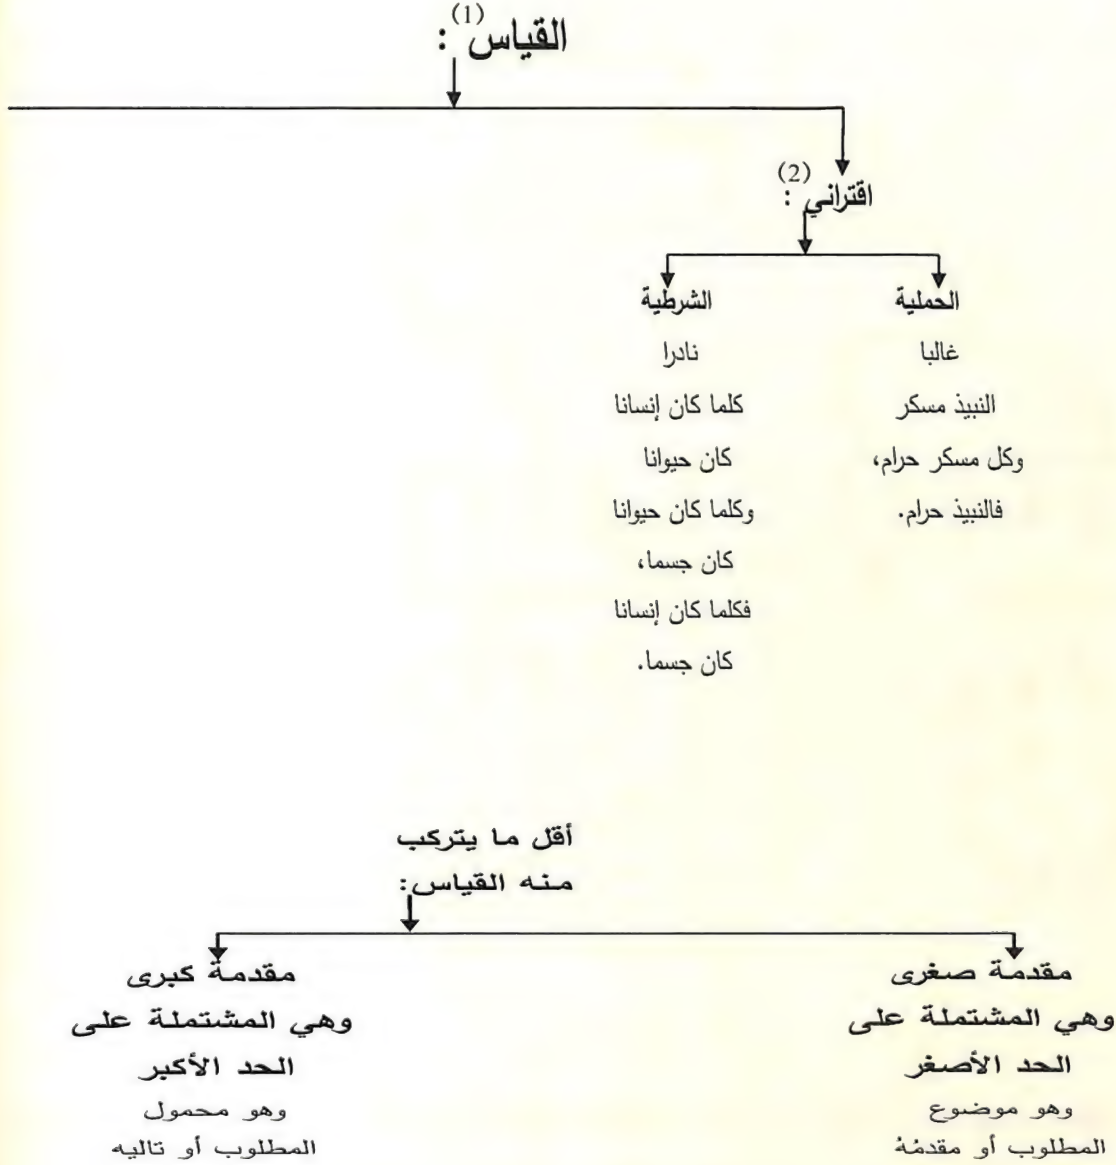 القياس(1) :
اقتراني(2) :
الحملية
غالبا
النبيذ مسكر
وكل مسكر حرام،
فالنبيذ حرام.
الشرطية
نادرا
كلما كان إنسانا
كان حيوانا
وكلما كان حيوانا
كان جسما،
فكلما كان إنسانا
كان جسما.
أقل ما يتركب
منه القياس:
مقدمة صغرى
وهي المشتملة على
الحد الأصغر
وهو موضوع
المطلوب أو مقدمُهُ
مقدمة كبرى
وهي المشتملة على
الحد الأكبر
وهو محمول
المطلوب أو تاليه